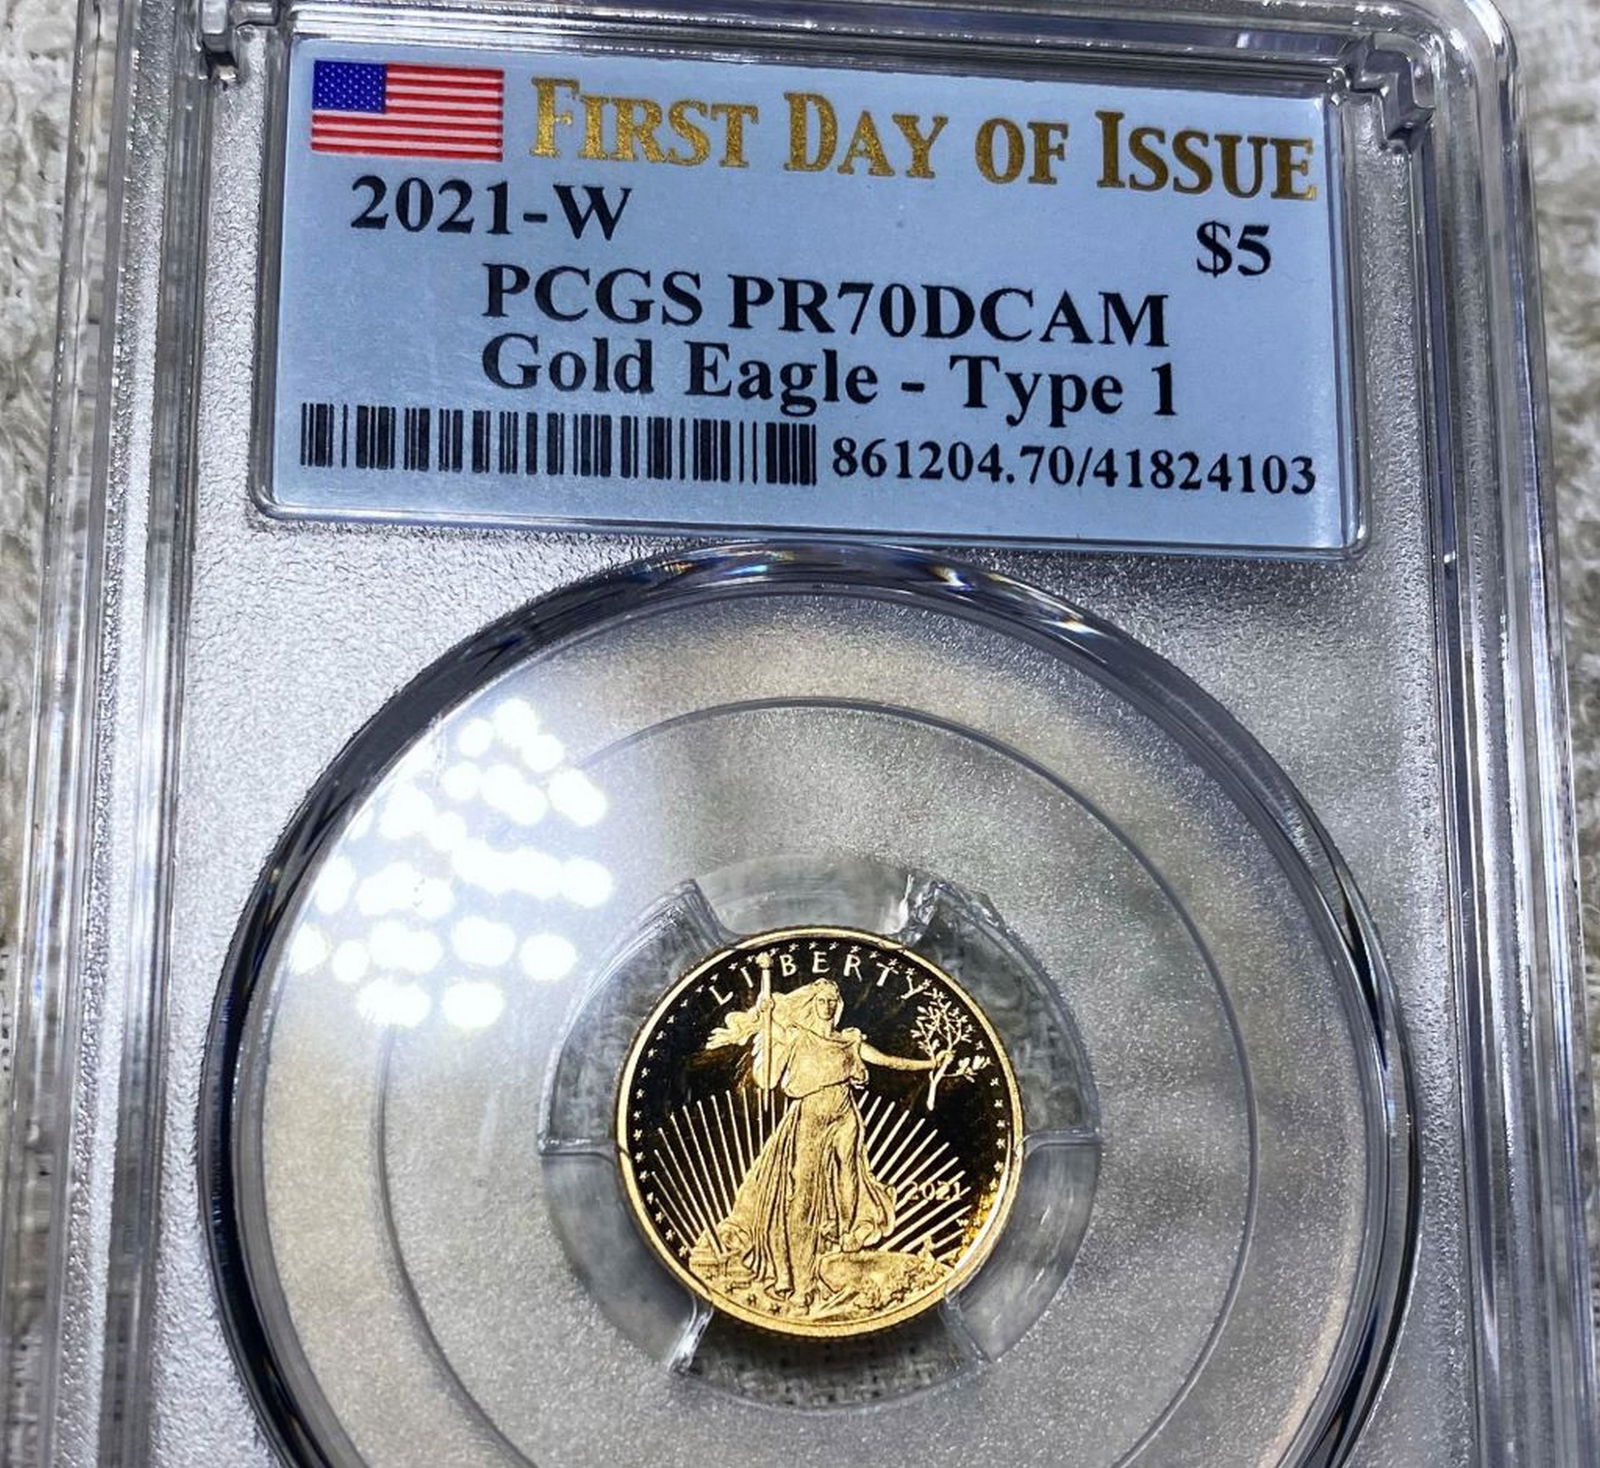 FIRST DAY OF ISSUE
2021-W $5
PCGS PR70DCAM
Gold Eagle - Type 1
861204.70/41824103
LIBERTY
2021
W